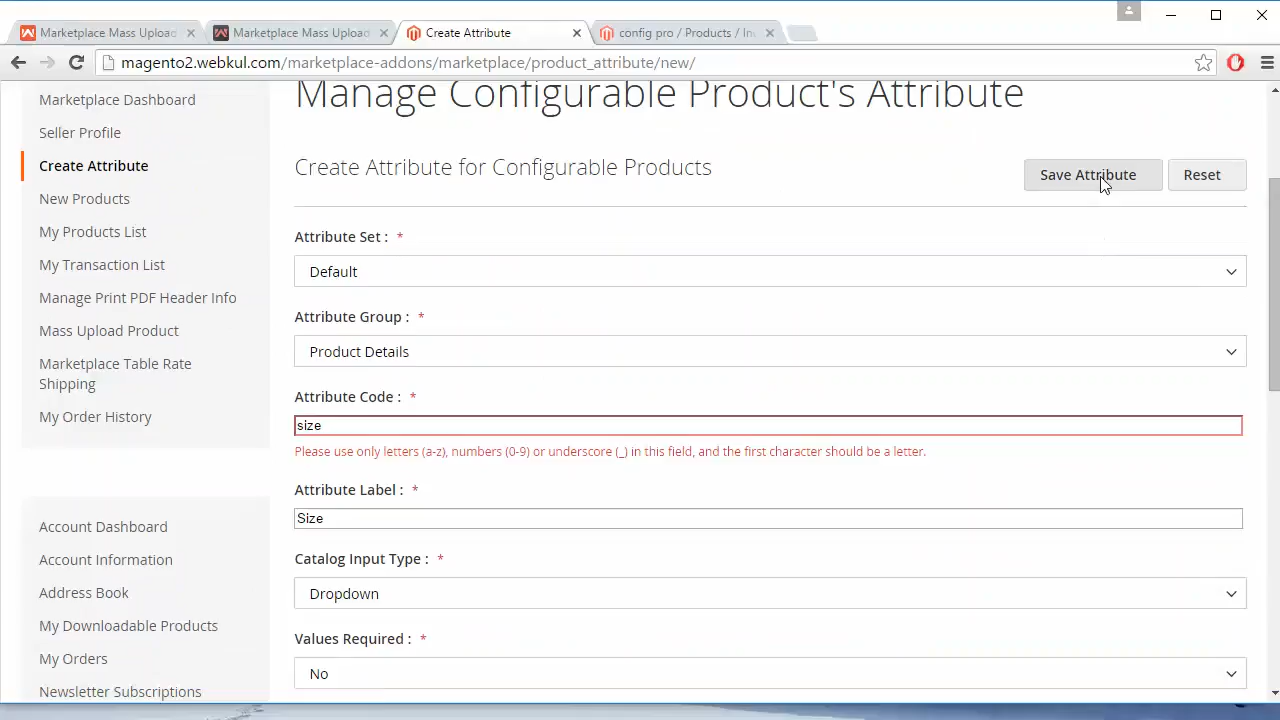 Marketplace Mass Upload
Marketplace Mass Upload
Create Attribute
config pro / Products / In
magento2.webkul.com/marketplace-addons/marketplace/product_attribute/new/
Manage Configurable Product's Attribute
Marketplace Dashboard
Seller Profile
Create Attribute
New Products
My Products List
My Transaction List
Manage Print PDF Header Info
Mass Upload Product
Marketplace Table Rate
Shipping
My Order History
Account Dashboard
Account Information
Address Book
My Downloadable Products
My Orders
Newsletter Subscriptions
Create Attribute for Configurable Products
Save Attribute
Reset
Attribute Set : *
Default
Attribute Group : *
Product Details
Attribute Code : *
size
Please use only letters (a-z), numbers (0-9) or underscore (_) in this field, and the first character should be a letter.
Attribute Label : *
Size
Catalog Input Type : *
Dropdown
Values Required : *
No